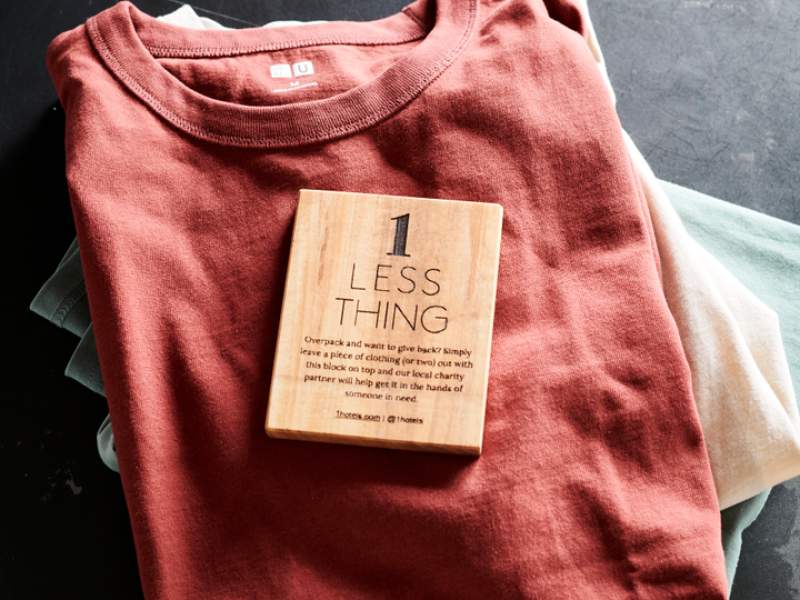 U
1
LESS
THING
Overpack and want to give back? Simply
leave a piece of clothing (or two) out with
this block on top and our local charity
partner will help get it in the hands of
someone in need.
1hotels.com | @1hotels